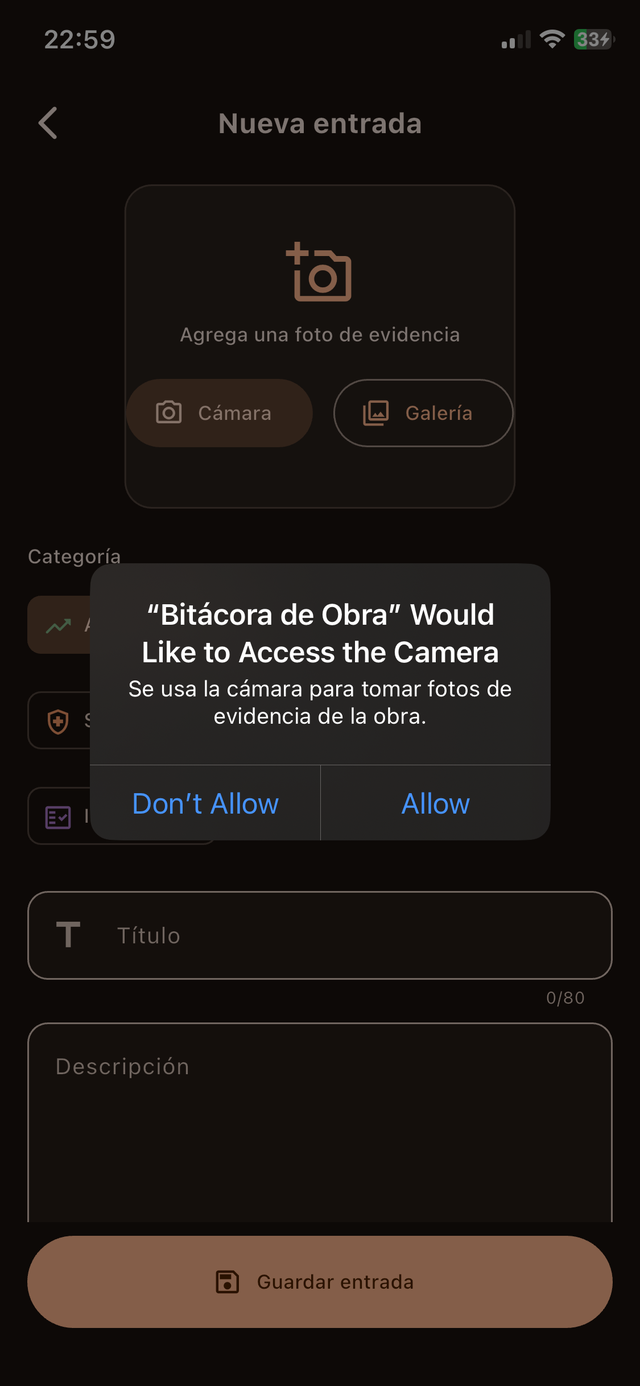 22:59
33
Nueva entrada
Agrega una foto de evidencia
Cámara
Galería
Categoría
“Bitácora de Obra” Would
Like to Access the Camera
Se usa la cámara para tomar fotos de
evidencia de la obra.
Don’t Allow
Allow
Título
0/80
Descripción
Guardar entrada